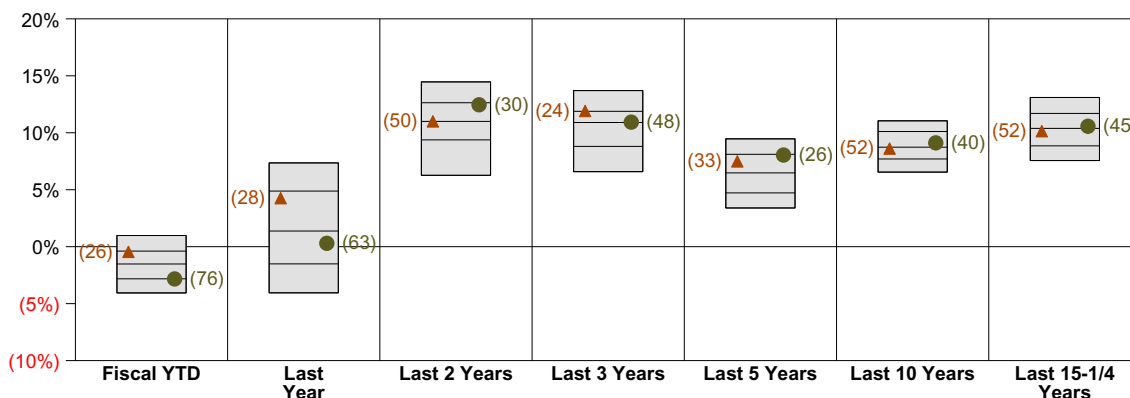 20%
15%
10%
5%
0%
(5%)
(10%)
(26)
(76)
(28)
(63)
(50)
(30)
(24)
(48)
(33)
(26)
(52)
(40)
(52)
(45)
Fiscal YTD
Last
Year
Last 2 Years
Last 3 Years
Last 5 Years
Last 10 Years
Last 15-1/4
Years